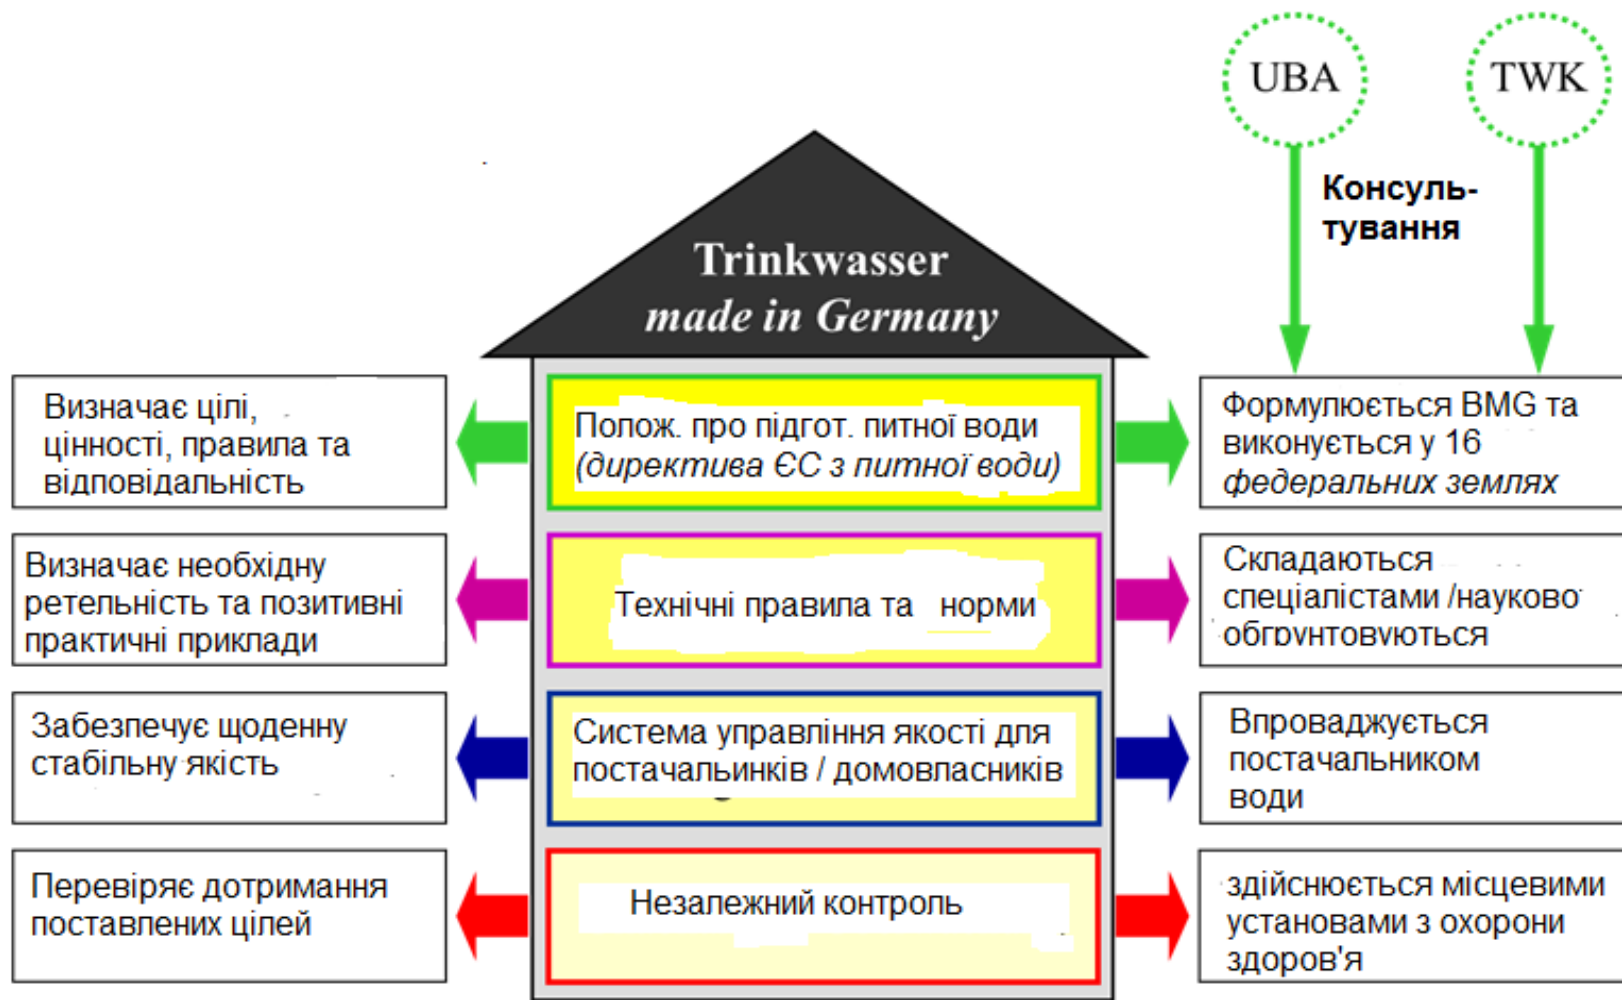 UBA
TWK
Консуль-
тування
Trinkwasser
made in Germany
Визначає цілі,
цінності, правила та
відповідальність
Полож. про підгот. питної води
(директива ЄС з питної води)
Формулюється BMG та
виконується у 16
федеральних землях
Визначає необхідну
ретельність та позитивні
практичні приклади
Технічні правила та норми
Складаються
спеціалістами /науково
обгрунтовуються
Забезпечує щоденну
стабільну якість
Система управління якості для
постачальинків / домовласників
Впроваджується
постачальником
води
Перевіряє дотримання
поставлених цілей
Незалежний контроль
здійснюється місцевими
установами з охорони
здоров'я